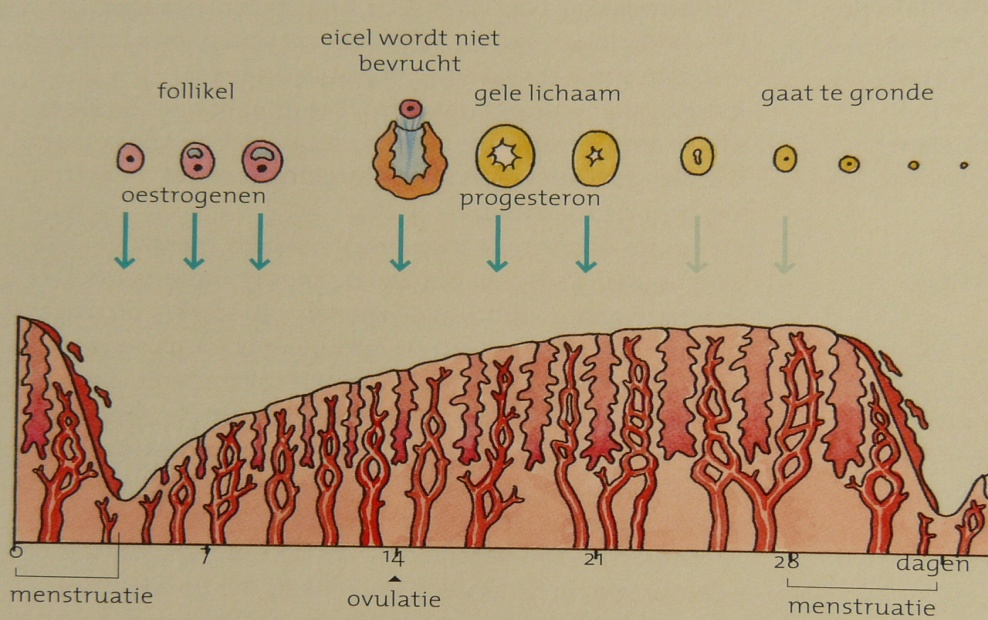 eicel wordt niet
bevrucht
follikel
gele lichaam
gaat te gronde
oestrogenen
progesteron
0
7
14
21
28
dagen
menstruatie
ovulatie
menstruatie